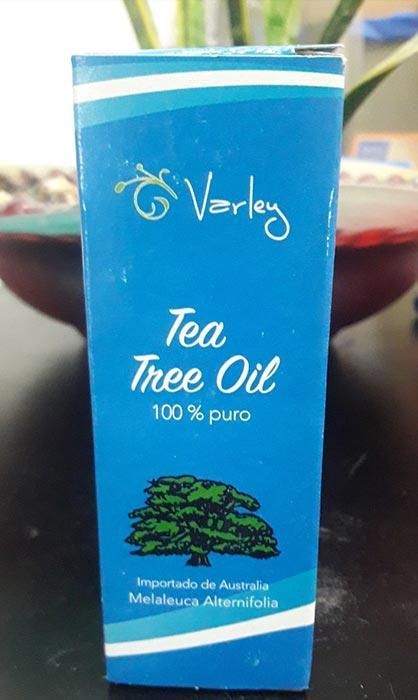 Varley
Tea
Tree Oil
100 % puro
Importado de Australia
Melaleuca Alternifolia